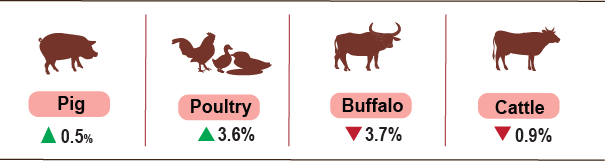 Pig
Poultry
Buffalo
Cattle
0.5%
3.6%
3.7%
0.9%